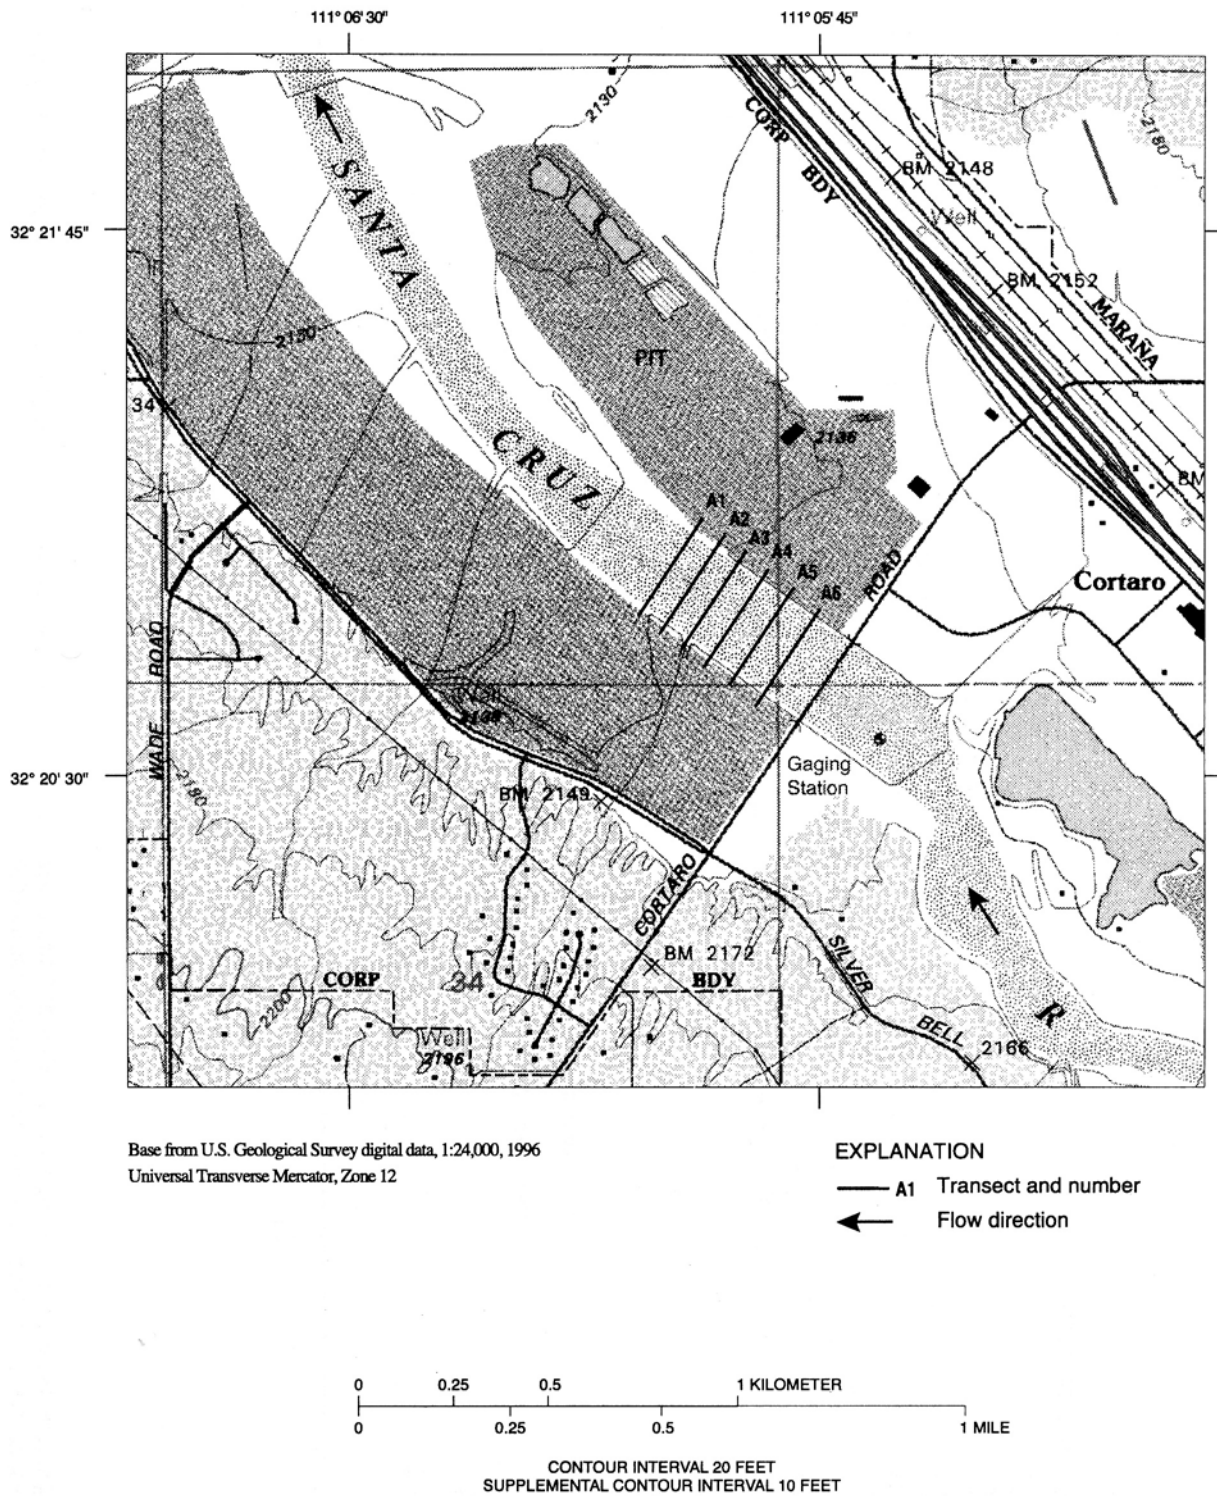 111° 06' 30"
111° 05' 45"
2130
CORP
BDY
BM 2148
2180
SANTA
Well
32° 21' 45"
BM 2152
MARAÑA
2130
PIT
34
2136
CRUZ
BM
A1
A2
A3
A4
A5
A6
ROAD
Cortaro
WADE ROAD
Well
2138
32° 20' 30"
2180
Gaging
Station
BM 2149
CORTARO
SILVER
BELL
BM 2172
CORP
34
BDY
2200
R
Well
2196
2166
Base from U.S. Geological Survey digital data, 1:24,000, 1996
Universal Transverse Mercator, Zone 12
EXPLANATION
A1 Transect and number
Flow direction
0 0.25 0.5 1 KILOMETER
0 0.25 0.5 1 MILE
CONTOUR INTERVAL 20 FEET
SUPPLEMENTAL CONTOUR INTERVAL 10 FEET